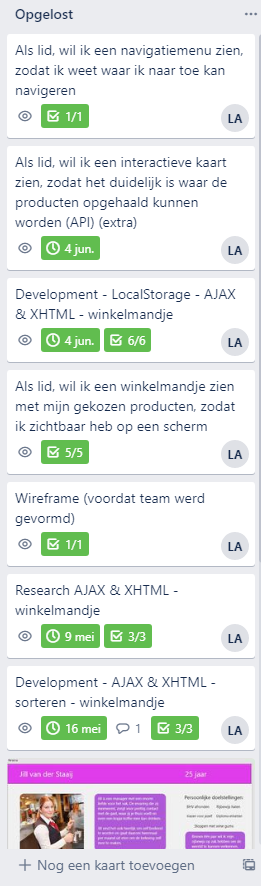 Opgelost
Als lid, wil ik een navigatiemenu zien,
zodat ik weet waar ik naar toe kan
navigeren
1/1
LA
Als lid, wil ik een interactieve kaart
zien, zodat het duidelijk is waar de
producten opgehaald kunnen
worden (API) (extra)
4 jun.
LA
Development - LocalStorage - AJAX
& XHTML - winkelmandje
4 jun. 6/6
LA
Als lid, wil ik een winkelmandje zien
met mijn gekozen producten, zodat
ik zichtbaar heb op een scherm
5/5
LA
Wireframe (voordat team werd
gevormd)
1/1
LA
Research AJAX & XHTML -
winkelmandje
9 mei 3/3
LA
Development - AJAX & XHTML -
sorteren - winkelmandje
16 mei 1 3/3
LA
Jill van der Staaij 25 jaar
Persoonlijke doelstellingen:
Nog een kaart toevoegen